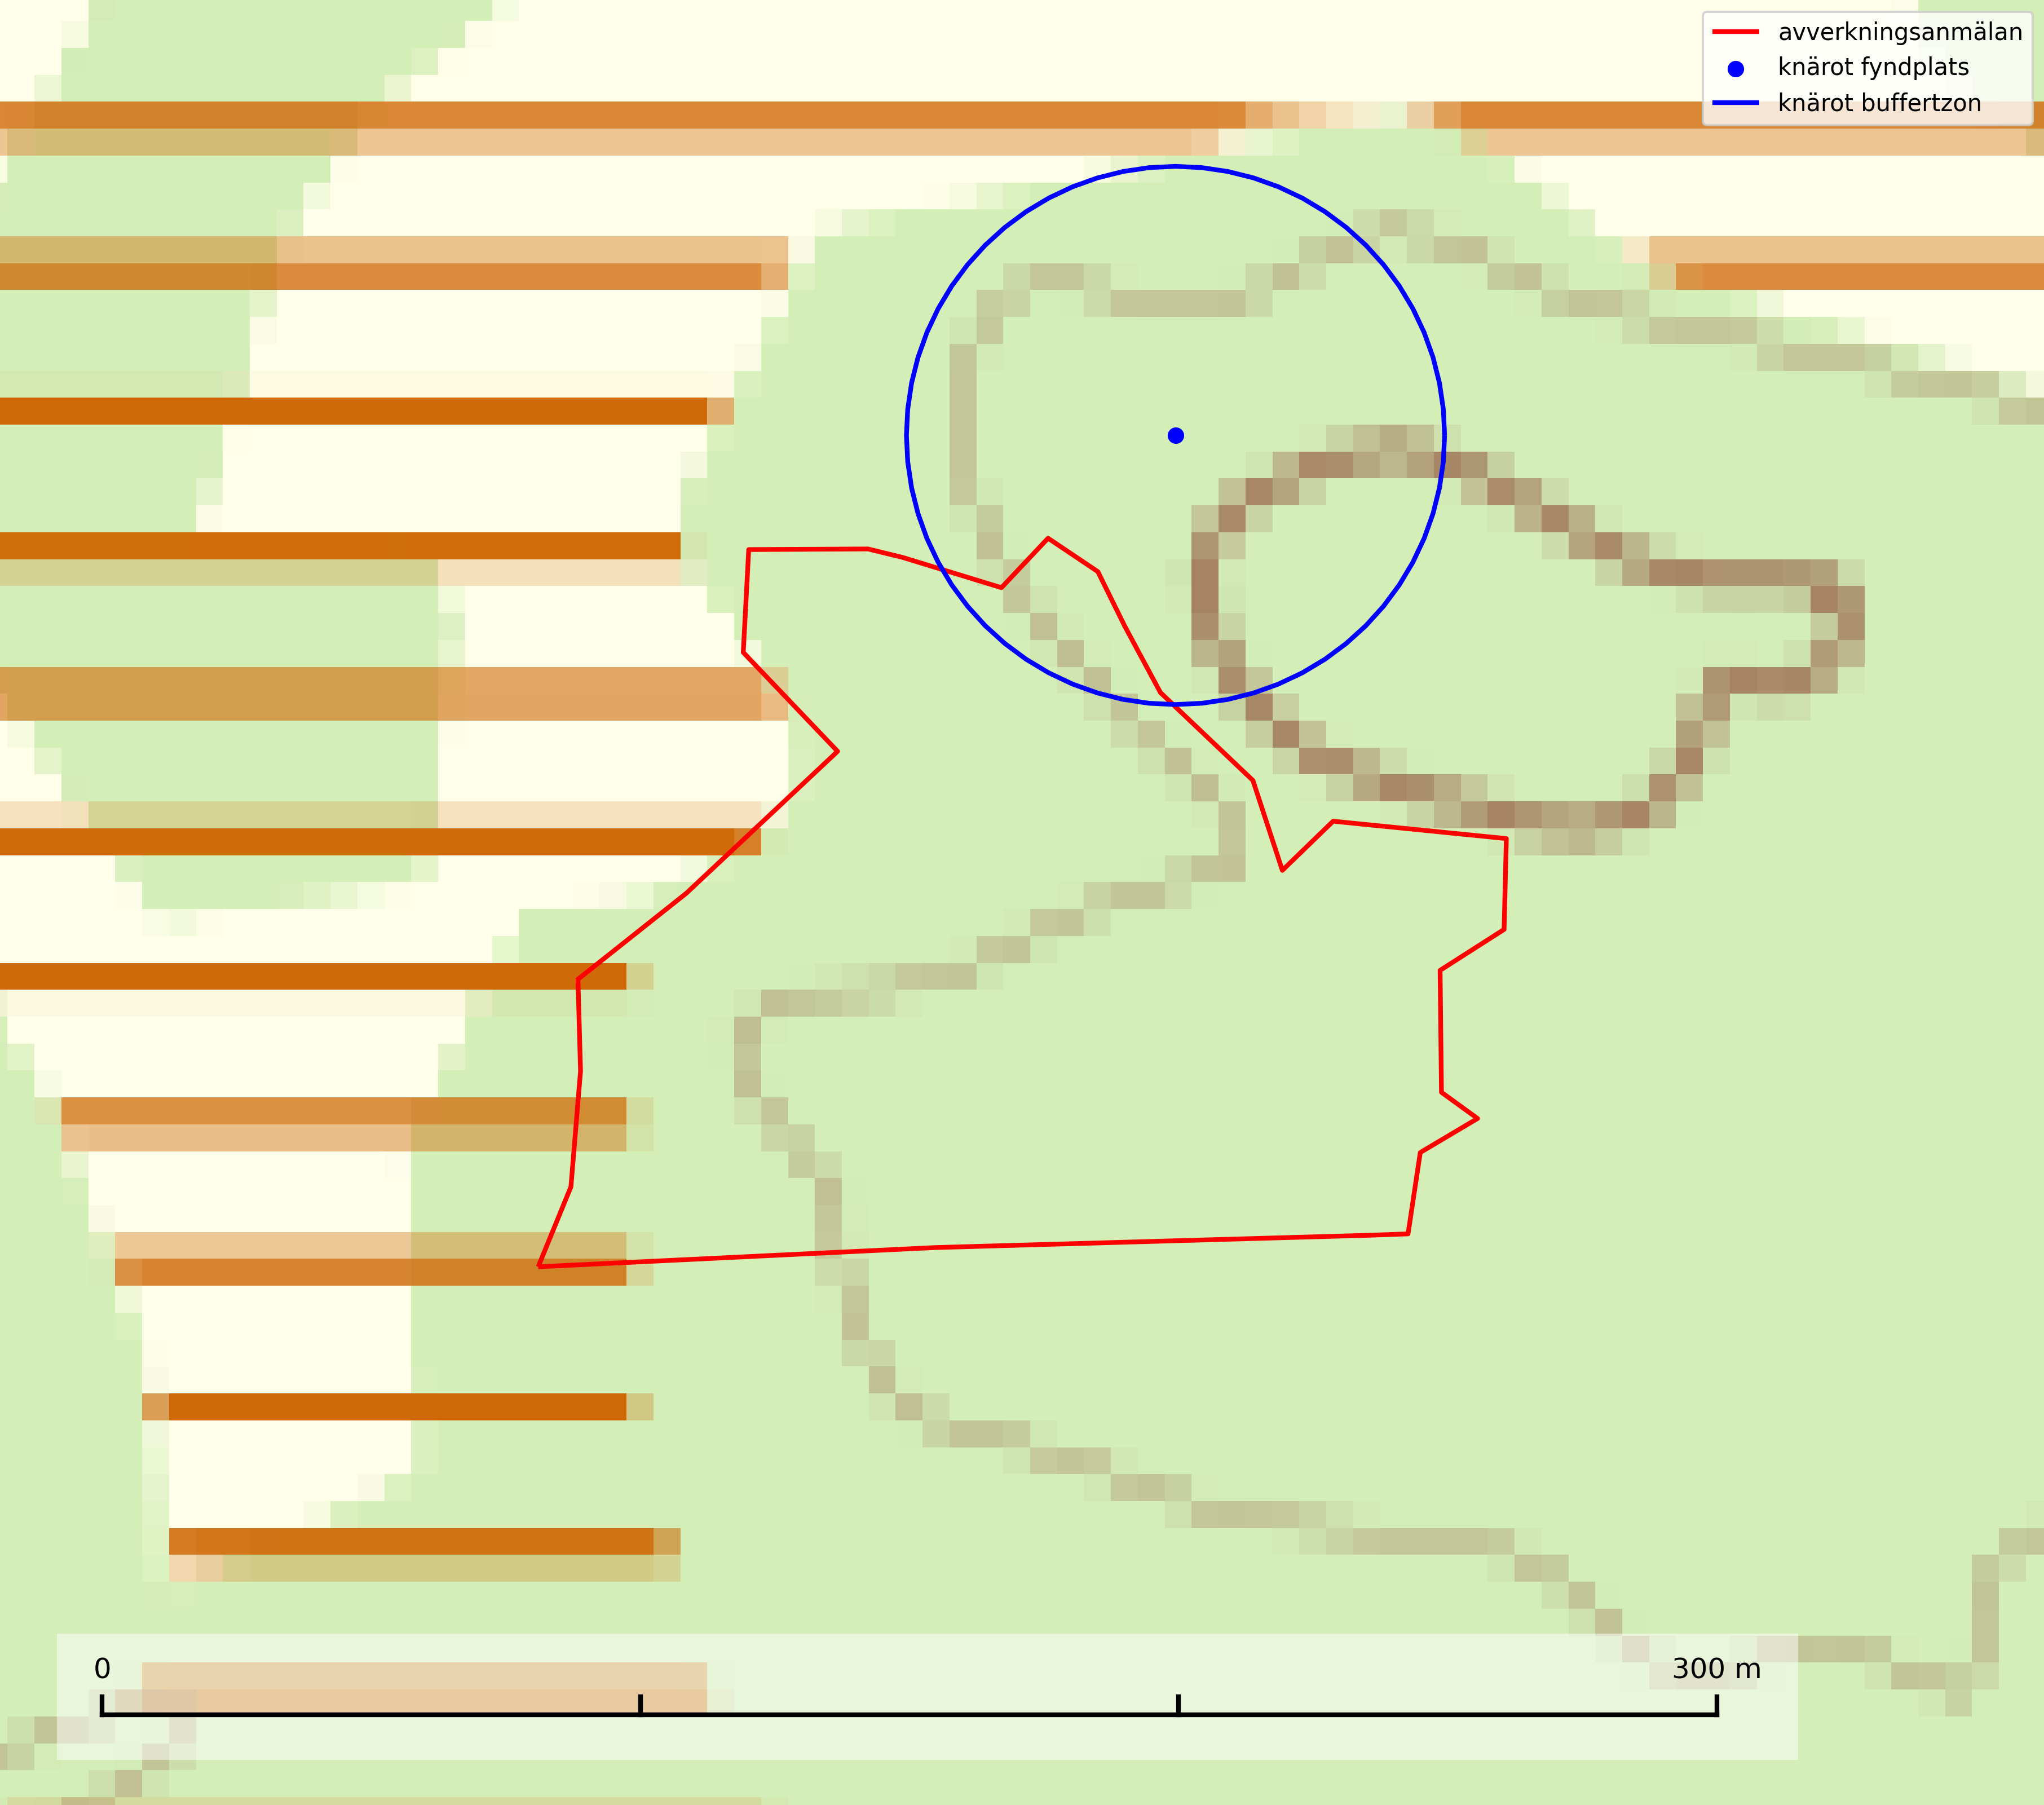 avverkningsanmälan
knärot fyndplats
knärot buffertzon
0 300 m